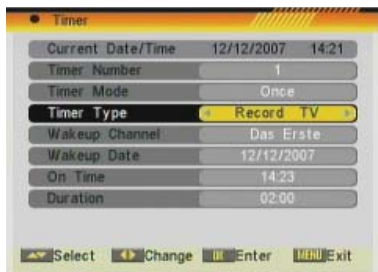 Timer
Current Date/Time 12/12/2007 14:21
Timer Number 1
Timer Mode Once
Timer Type Record TV
Wakeup Channel Das Erste
Wakeup Date 12/12/2007
On Time 14:23
Duration 02:00
Select Change OK Enter MENU Exit